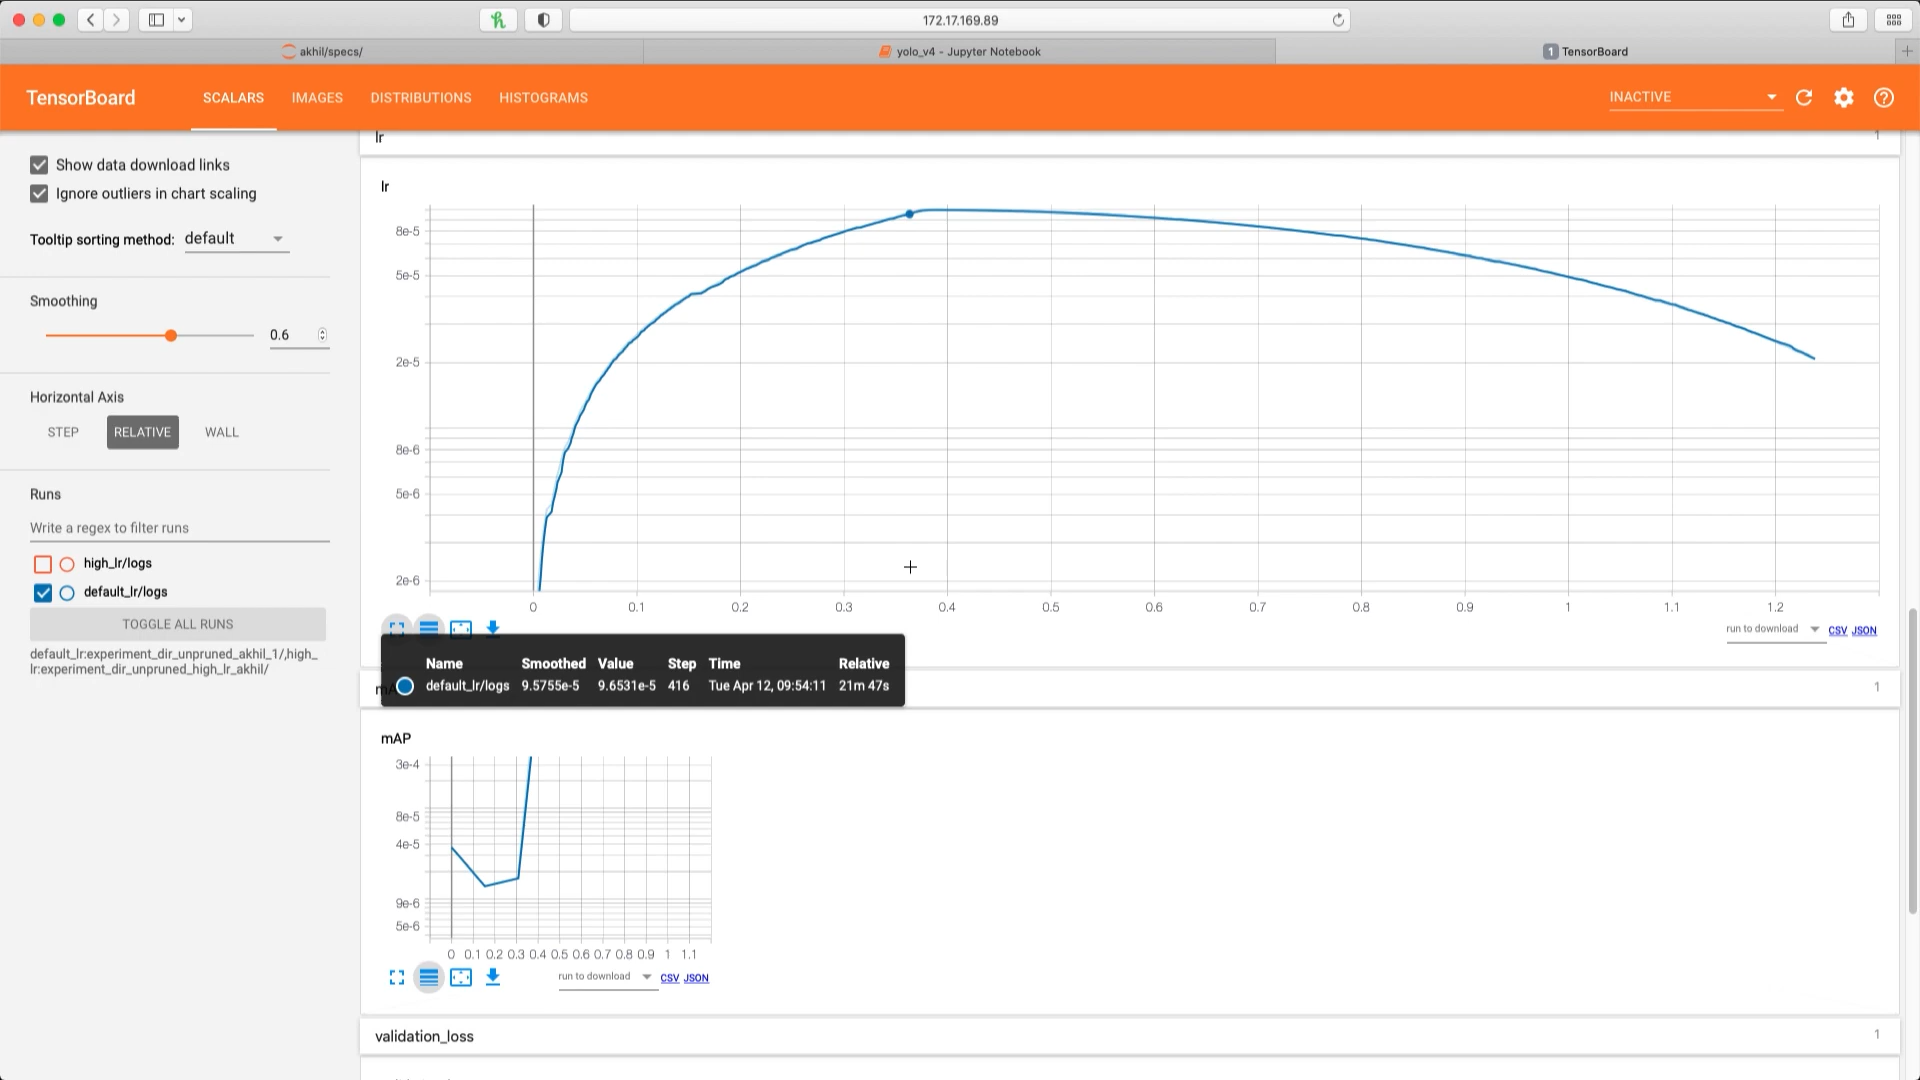 172.17.169.89
akhil/specs/
yolo_v4 - Jupyter Notebook
1 TensorBoard
TensorBoard
SCALARS
IMAGES
DISTRIBUTIONS
HISTOGRAMS
INACTIVE
Show data download links
Ignore outliers in chart scaling
Tooltip sorting method: default
Smoothing
0.6
Horizontal Axis
STEP
RELATIVE
WALL
Runs
Write a regex to filter runs
high_lr/logs
default_lr/logs
TOGGLE ALL RUNS
default_lr:experiment_dir_unpruned_akhil_1/,high_
lr:experiment_dir_unpruned_high_lr_akhil/
lr
1
lr
8e-5
5e-5
2e-5
8e-6
5e-6
2e-6
0 0.1 0.2 0.3 0.4 0.5 0.6 0.7 0.8 0.9 1 1.1 1.2
run to download CSV JSON
Name Smoothed Value Step Time Relative
default_lr/logs 9.5755e-5 9.6531e-5 416 Tue Apr 12, 09:54:11 21m 47s
1
mAP
3e-4
8e-5
4e-5
9e-6
5e-6
0 0.1 0.2 0.3 0.4 0.5 0.6 0.7 0.8 0.9 1 1.1
run to download CSV JSON
validation_loss
1